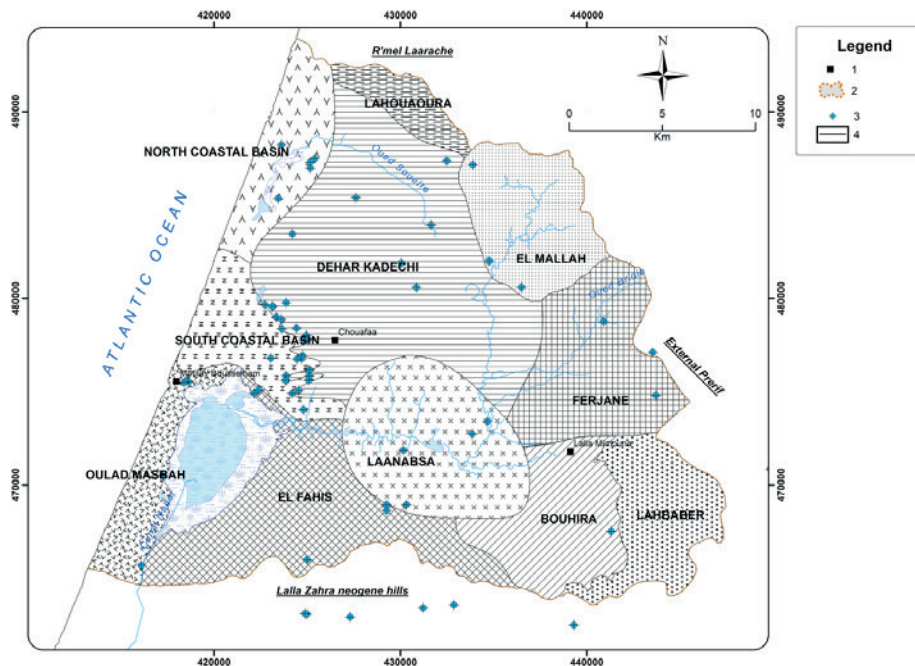 420000 430000 440000
Legend
1
2
3
4
R'mel Laarache
N
0 5 10
Km
490000 490000
LAHOUAOURA
NORTH COASTAL BASIN
Oued Soueïre
ATLANTIC OCEAN
DEHAR KADECHI
EL MALLAH
480000 480000
SOUTH COASTAL BASIN
Chouafaa
External Prerif
FERJANE
OULAD MASBAH
LAANABSA
Lalla Mimouna
470000 470000
EL FAHIS
BOUHIRA
LAHBABER
Lalla Zahra neogene hills
420000 430000 440000